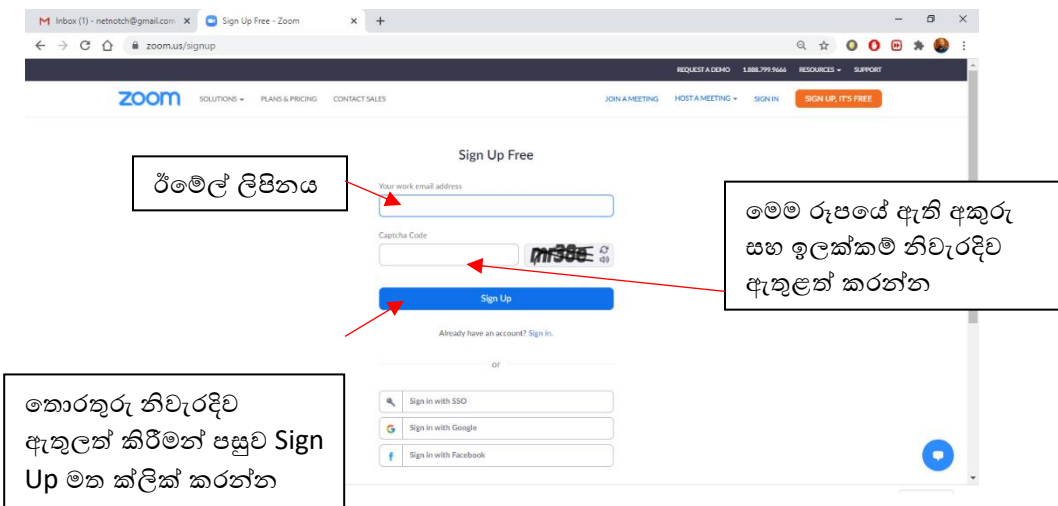 Inbox (1) - netnotch@gmail.com
Sign Up Free - Zoom
zoom.us/signup
REQUEST A DEMO 1.888.799.9666 RESOURCES SUPPORT
zoom SOLUTIONS PLANS & PRICING CONTACT SALES JOIN A MEETING HOST A MEETING SIGN IN SIGN UP, IT'S FREE
Sign Up Free
ඊමේල් ලිපිනය
Your work email address
මෙම රූපයේ ඇති අකුරු
සහ ඉලක්කම් නිවැරදිව
ඇතුළත් කරන්න
Captcha Code
mr38e
Sign Up
Already have an account? Sign in.
or
තොරතුරු නිවැරදිව
ඇතුලත් කිරීමන් පසුව Sign
Up මත ක්ලික් කරන්න
Sign in with SSO
Sign in with Google
Sign in with Facebook